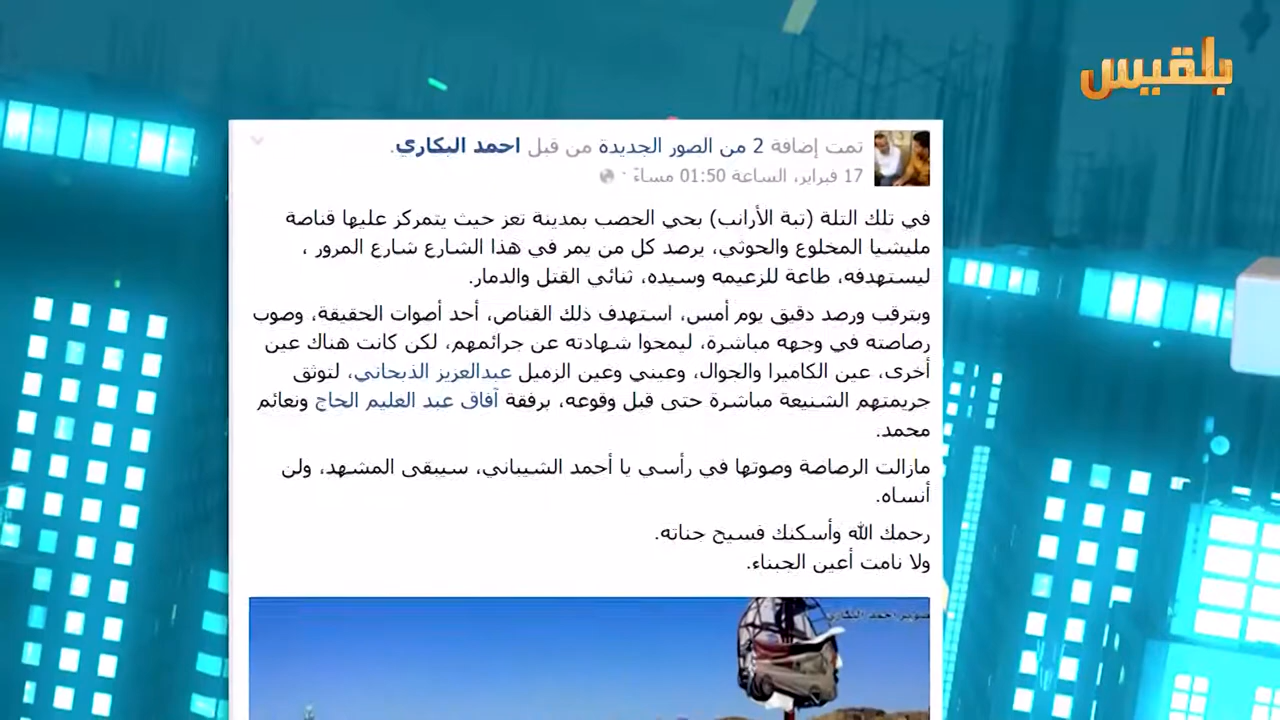 بلقيس
تمت إضافة 2 من الصور الجديدة من قبل احمد البكاري.
17 فبراير، الساعة 01:50 مساءً ·
في تلك التلة (تبة الأرانب) بحي الحصب بمدينة تعز حيث يتمركز عليها قناصة
مليشيا المخلوع والحوثي، يرصد كل من يمر في هذا الشارع شارع المرور ،
ليستهدفه، طاعة للزعيمه وسيده، ثنائي القتل والدمار.
وبترقب ورصد دقيق يوم أمس، استهدف ذلك القناص، أحد أصوات الحقيقة، وصوب
رصاصته في وجهه مباشرة، ليمحوا شهادته عن جرائمهم، لكن كانت هناك عين
أخرى، عين الكاميرا والجوال، وعيني وعين الزميل عبدالعزيز الذبحاني، لتوثق
جريمتهم الشنيعة مباشرة حتى قبل وقوعه، برفقة آفاق عبد العليم الحاج ونعائم
محمد.
مازالت الرصاصة وصوتها في رأسي يا أحمد الشيباني، سيبقى المشهد، ولن
أنساه.
رحمك الله وأسكنك فسيح جناته.
ولا نامت أعين الجبناء.
تصوير احمد البكاري